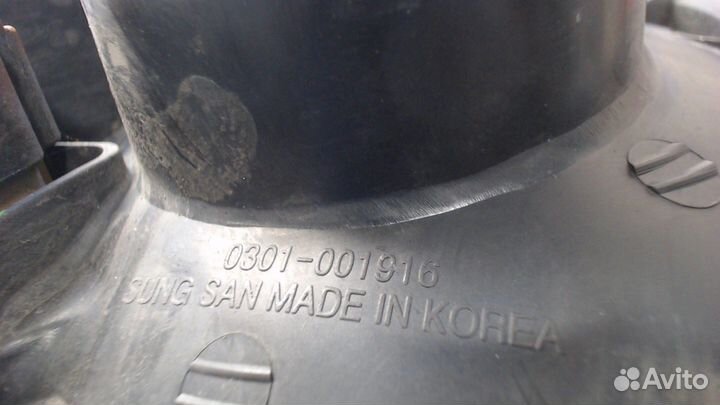 0301-001916
SUNG SAN MADE IN KOREA
Avito